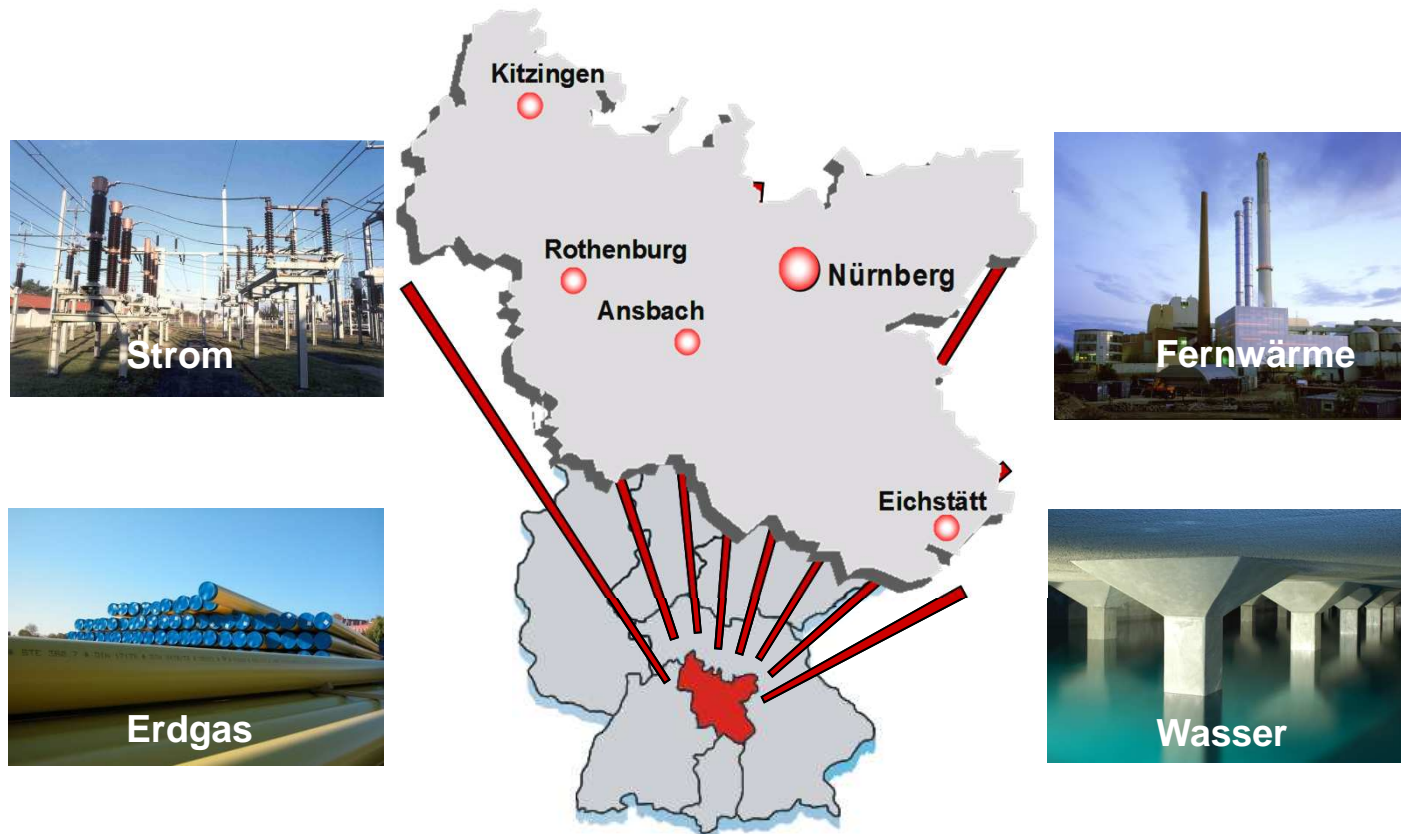 Kitzingen
Rothenburg
Nürnberg
Ansbach
Strom
Fernwärme
Eichstätt
Erdgas
Wasser